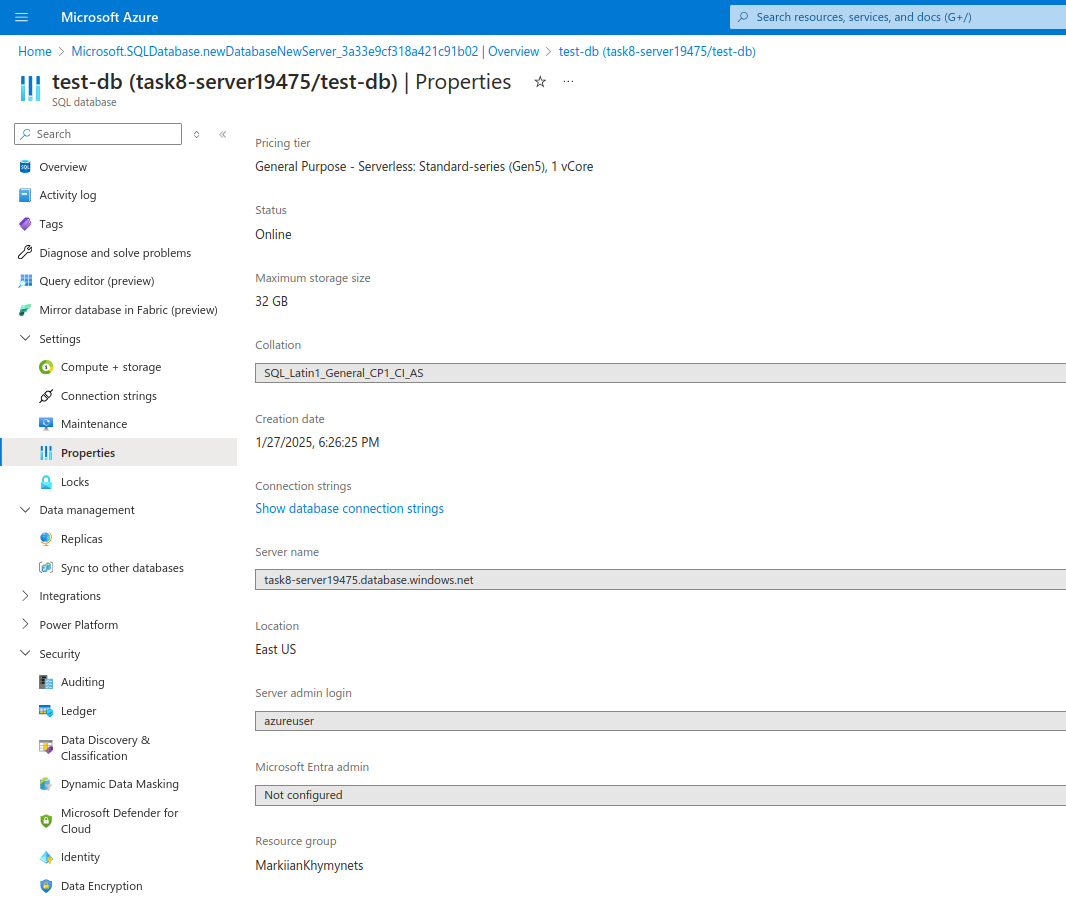 Microsoft Azure
Search resources, services, and docs (G+/)
Home > Microsoft.SQLDatabase.newDatabaseNewServer_3a33e9cf318a421c91b02 | Overview > test-db (task8-server19475/test-db)
test-db (task8-server19475/test-db) | Properties
SQL database
Search
Overview
Activity log
Tags
Diagnose and solve problems
Query editor (preview)
Mirror database in Fabric (preview)
Settings
Compute + storage
Connection strings
Maintenance
Properties
Locks
Data management
Replicas
Sync to other databases
Integrations
Power Platform
Security
Auditing
Ledger
Data Discovery &
Classification
Dynamic Data Masking
Microsoft Defender for
Cloud
Identity
Data Encryption
Pricing tier
General Purpose - Serverless: Standard-series (Gen5), 1 vCore
Status
Online
Maximum storage size
32 GB
Collation
SQL_Latin1_General_CP1_CI_AS
Creation date
1/27/2025, 6:26:25 PM
Connection strings
Show database connection strings
Server name
task8-server19475.database.windows.net
Location
East US
Server admin login
azureuser
Microsoft Entra admin
Not configured
Resource group
MarkiianKhymynets